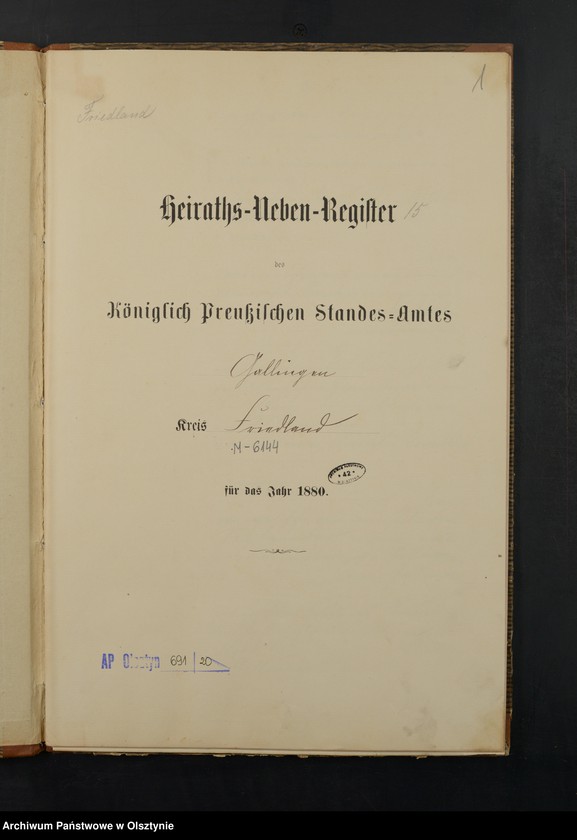 1
Friedland
Heiraths-Neben-Register 15
des
Königlich Preußischen Standes-Amtes
Gallingen
Kreis Friedland
M-6144
42
für das Jahr 1880.
AP Olsztyn 691 20
Archiwum Państwowe w Olsztynie